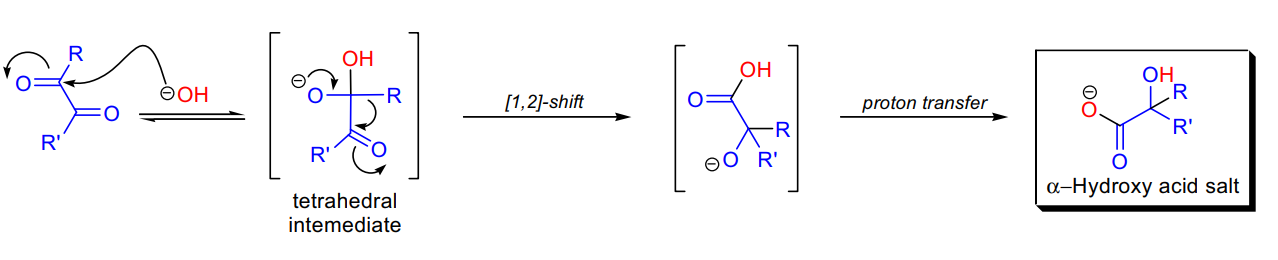 R
O
⊖OH
O
R'
OH
⊖
O
R
R'
O
tetrahedral
intemediate
[1,2]-shift
OH
O
R
⊖O
R'
proton transfer
OH
⊖
O
R
R'
O
α–Hydroxy acid salt